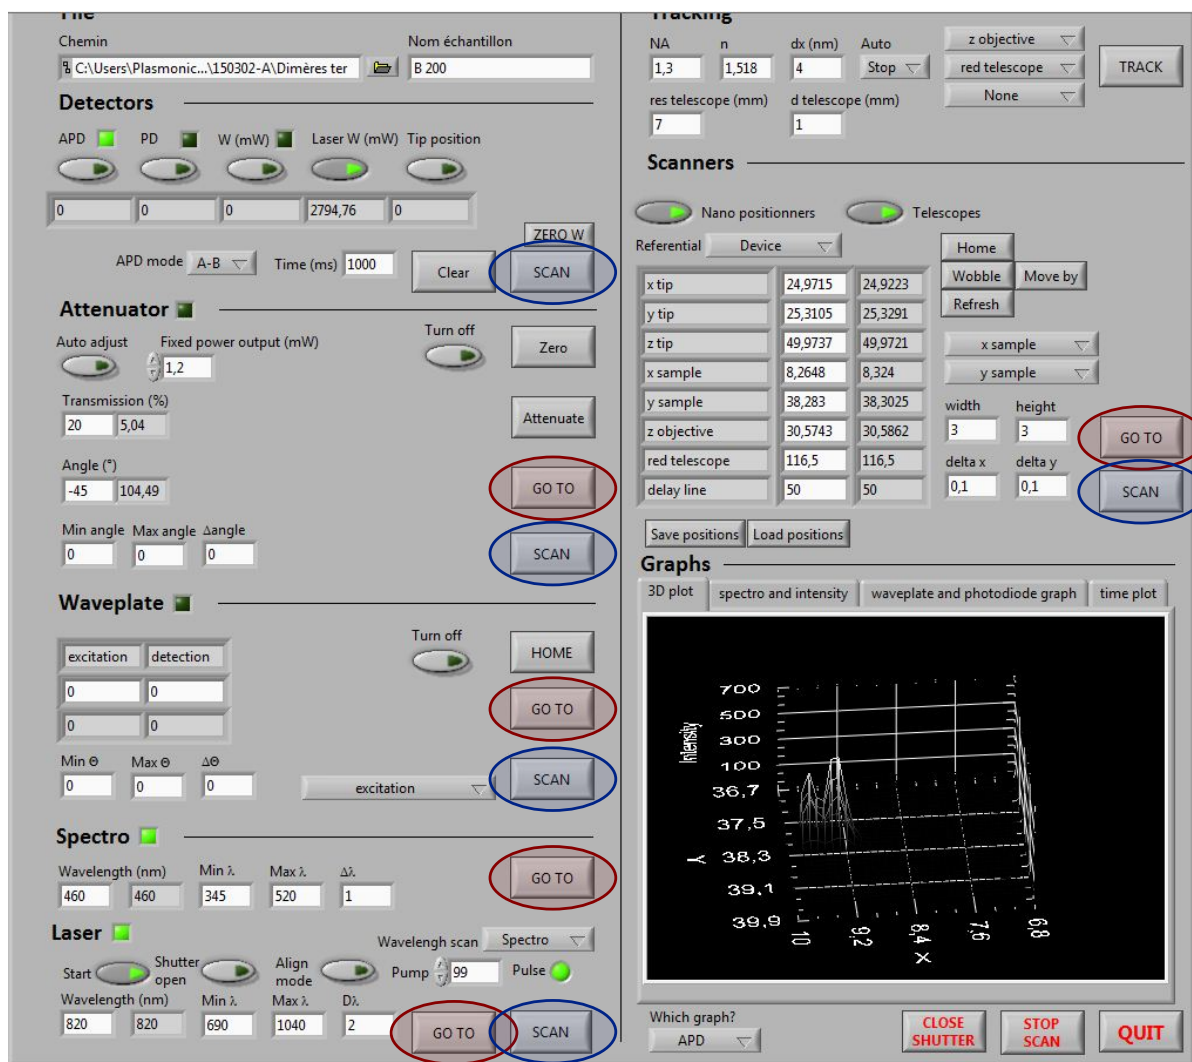 File
Chemin
Nom échantillon
C:\Users\Plasmonic...\150302-A\Dimères ter
B 200
Detectors
APD PD W (mW) Laser W (mW) Tip position
0 0 0 2794,76 0
ZERO W
APD mode A-B Time (ms) 1000 Clear SCAN
Attenuator
Auto adjust Fixed power output (mW) Turn off
1,2
Zero
Transmission (%)
20 5,04
Attenuate
Angle (°)
-45 104,49
GO TO
Min angle Max angle Δangle
0 0 0
SCAN
Waveplate
Turn off
excitation detection
HOME
0 0
GO TO
0 0
Min Θ Max Θ ΔΘ
0 0 0
excitation
SCAN
Spectro
Wavelength (nm) Min λ Max λ Δλ
460 460 345 520 1
GO TO
Laser
Wavelengh scan Spectro
Start Shutter open Align mode Pump 99 Pulse
Wavelength (nm) Min λ Max λ Dλ
820 820 690 1040 2
GO TO SCAN
Tracking
NA n dx (nm) Auto
1,3 1,518 4 Stop
z objective
red telescope
None
TRACK
res telescope (mm) d telescope (mm)
7 1
Scanners
Nano positionners Telescopes
Referential Device
Home
Wobble Move by
Refresh
x tip 24,9715 24,9223
y tip 25,3105 25,3291
z tip 49,9737 49,9721
x sample 8,2648 8,324
y sample 38,283 38,3025
z objective 30,5743 30,5862
red telescope 116,5 116,5
delay line 50 50
x sample
y sample
width height
3 3
GO TO
delta x delta y
0,1 0,1
SCAN
Save positions Load positions
Graphs
3D plot spectro and intensity waveplate and photodiode graph time plot
Intensity
700
500
300
100
36,7
37,5
38,3
39,1
39,9
Y
10 9,2 8,4 7,6 6,8
X
Which graph?
APD
CLOSE SHUTTER
STOP SCAN
QUIT